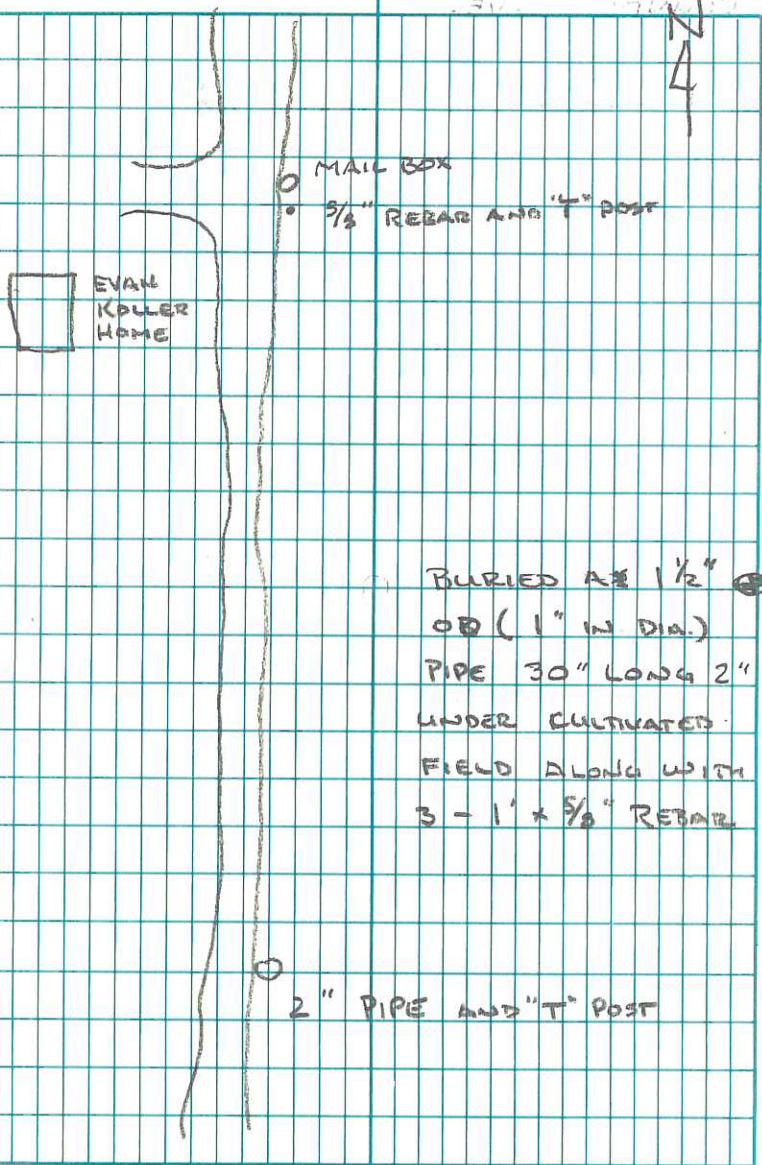 N
MAIL BOX
5/8" REBAR AND "T" POST
EVAN
KOLLER
HOME
BURIED A 1 1/2"
OD ( 1" IN DIA.)
PIPE 30" LONG 2"
UNDER CULTIVATED
FIELD ALONG WITH
3 - 1' x 5/8" REBAR
2" PIPE AND "T" POST